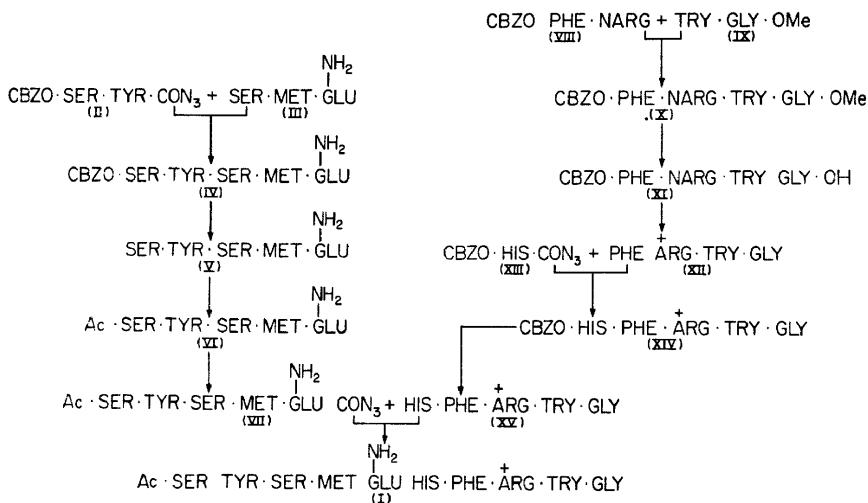 CBZO PHE·NARG + TRY·GLY·OMe
(VIII) (IX)
NH₂
CBZO·SER·TYR·CON₃ + SER·MET·GLU
(II) (III)
CBZO·PHE·NARG·TRY·GLY·OMe
(X)
NH₂
CBZO·SER·TYR·SER·MET·GLU
(IV)
CBZO·PHE·NARG·TRY GLY·OH
(XI)
NH₂
SER·TYR·SER·MET·GLU
(V)
+
CBZO·HIS·CON₃ + PHE ARG·TRY·GLY
(XIII) (XII)
NH₂
Ac·SER·TYR·SER·MET·GLU
(VI)
+
CBZO·HIS·PHE·ARG·TRY·GLY
(XIV)
NH₂
+
Ac·SER·TYR·SER·MET·GLU CON₃ + HIS·PHE·ARG·TRY·GLY
(VII) (XV)
NH₂
+
Ac·SER TYR·SER·MET GLU HIS·PHE·ARG·TRY·GLY
(I)